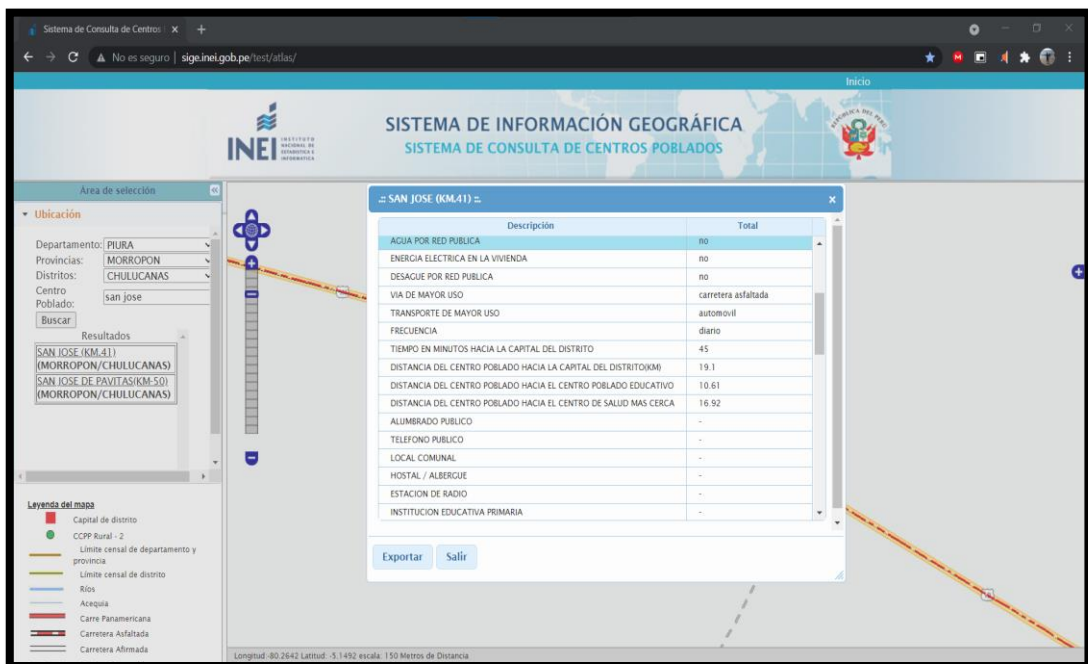 Sistema de Consulta de Centros
No es seguro | sige.inei.gob.pe/test/atlas/
Inicio
INEI
INSTITUTO
NACIONAL DE
ESTADISTICA E
INFORMATICA
SISTEMA DE INFORMACIÓN GEOGRÁFICA
SISTEMA DE CONSULTA DE CENTROS POBLADOS
Área de selección
Ubicación
Departamento: PIURA
Provincias: MORROPON
Distritos: CHULUCANAS
Centro
Poblado: san jose
Buscar
Resultados
SAN JOSE (KM.41)
(MORROPON/CHULUCANAS)
SAN JOSE DE PAVITAS(KM-50)
(MORROPON/CHULUCANAS)
Leyenda del mapa
Capital de distrito
CCPP Rural - 2
Límite censal de departamento y
provincia
Límite censal de distrito
Ríos
Acequia
Carre Panamericana
Carretera Asfaltada
Carretera Afirmada
.:: SAN JOSE (KM.41) ::. x
Descripción Total
AGUA POR RED PUBLICA no
ENERGIA ELECTRICA EN LA VIVIENDA no
DESAGUE POR RED PUBLICA no
VIA DE MAYOR USO carretera asfaltada
TRANSPORTE DE MAYOR USO automovil
FRECUENCIA diario
TIEMPO EN MINUTOS HACIA LA CAPITAL DEL DISTRITO 45
DISTANCIA DEL CENTRO POBLADO HACIA LA CAPITAL DEL DISTRITO(KM) 19.1
DISTANCIA DEL CENTRO POBLADO HACIA EL CENTRO POBLADO EDUCATIVO 10.61
DISTANCIA DEL CENTRO POBLADO HACIA EL CENTRO DE SALUD MAS CERCA 16.92
ALUMBRADO PUBLICO -
TELEFONO PUBLICO -
LOCAL COMUNAL -
HOSTAL / ALBERGUE -
ESTACION DE RADIO -
INSTITUCION EDUCATIVA PRIMARIA -
Exportar Salir
Longitud:-80.2642 Latitud: -5.1492 escala: 150 Metros de Distancia